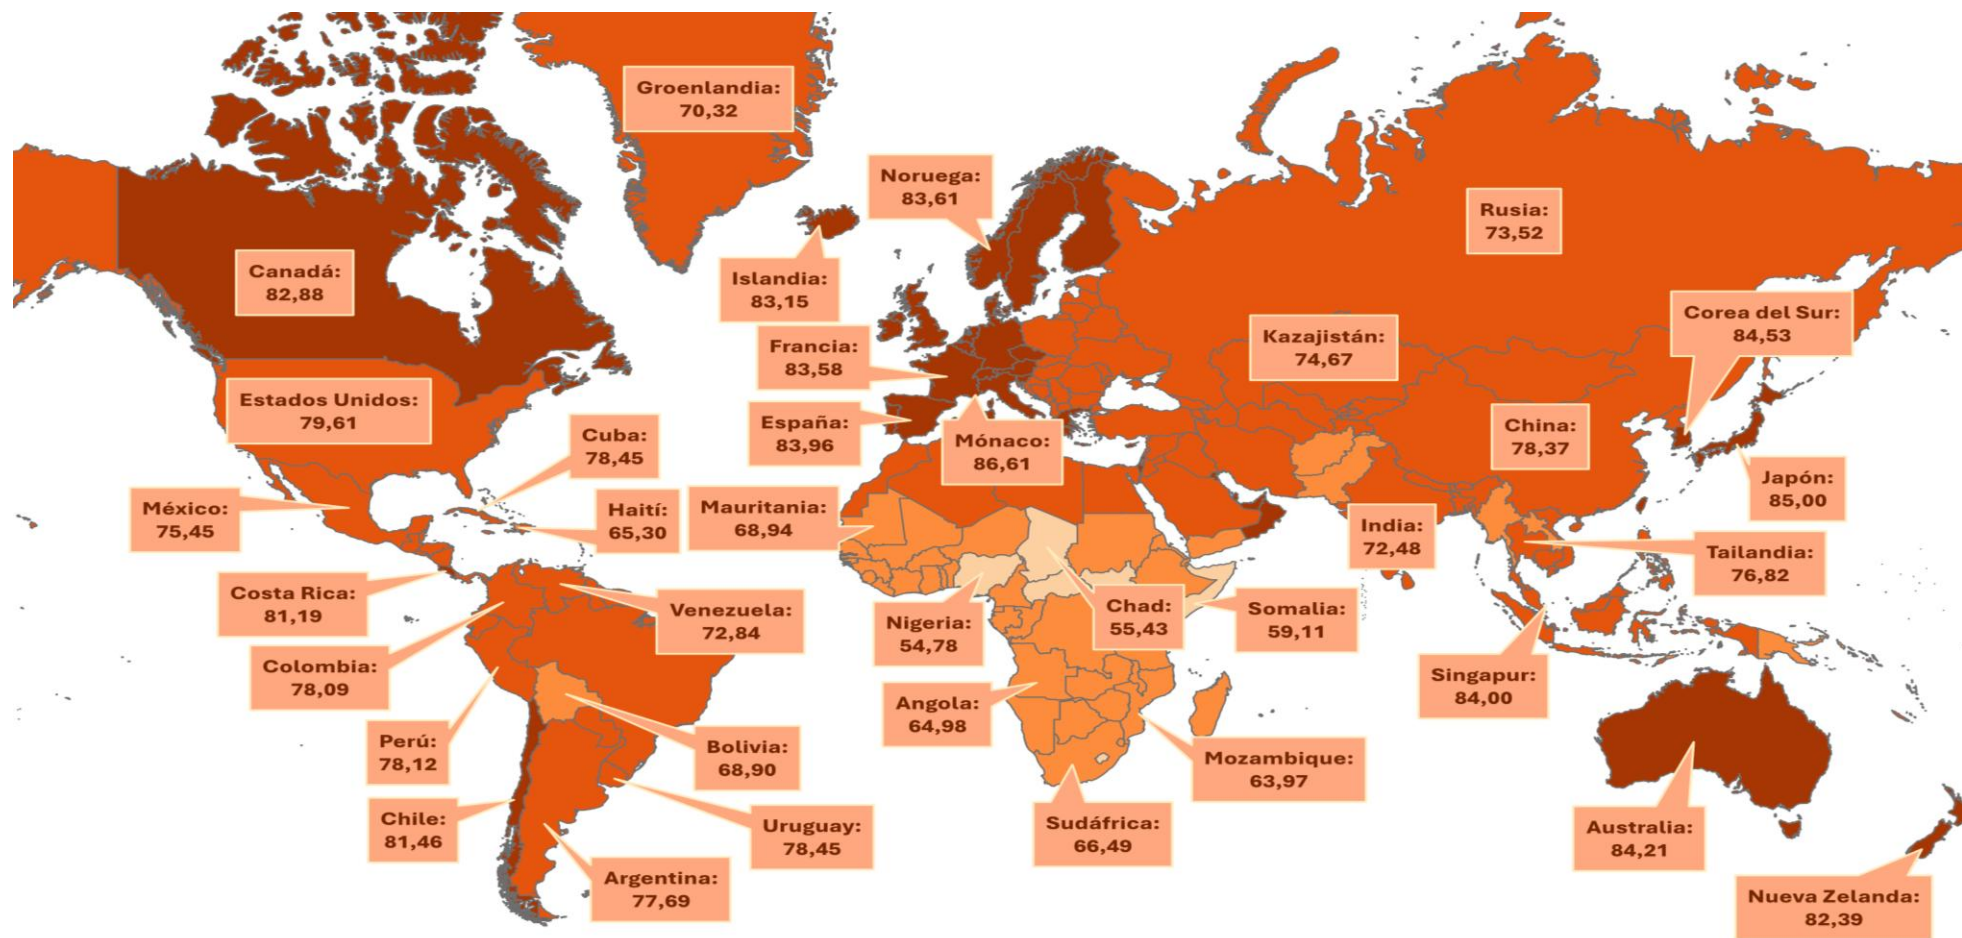 Groenlandia:
70,32
Noruega:
83,61
Rusia:
73,52
Canadá:
82,88
Islandia:
83,15
Corea del Sur:
84,53
Francia:
83,58
Kazajistán:
74,67
Estados Unidos:
79,61
España:
83,96
Mónaco:
86,61
China:
78,37
Cuba:
78,45
Japón:
85,00
México:
75,45
Haití:
65,30
Mauritania:
68,94
India:
72,48
Tailandia:
76,82
Costa Rica:
81,19
Venezuela:
72,84
Nigeria:
54,78
Chad:
55,43
Somalia:
59,11
Colombia:
78,09
Singapur:
84,00
Angola:
64,98
Perú:
78,12
Bolivia:
68,90
Mozambique:
63,97
Chile:
81,46
Uruguay:
78,45
Sudáfrica:
66,49
Australia:
84,21
Argentina:
77,69
Nueva Zelanda:
82,39